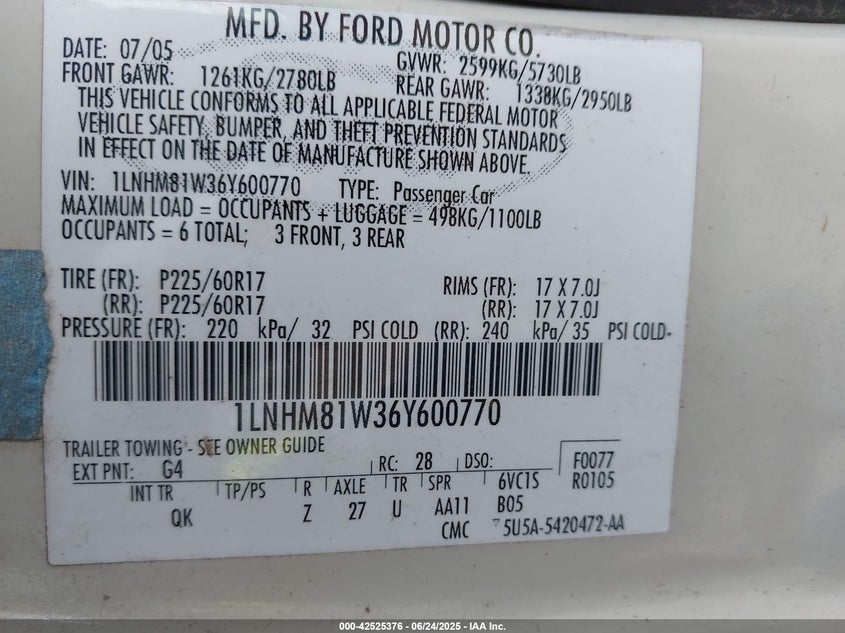 MFD. BY FORD MOTOR CO.
DATE: 07/05 GVWR: 2599KG/5730LB
FRONT GAWR: 1261KG/2780LB REAR GAWR: 1338KG/2950LB
THIS VEHICLE CONFORMS TO ALL APPLICABLE FEDERAL MOTOR
VEHICLE SAFETY, BUMPER, AND THEFT PREVENTION STANDARDS
IN EFFECT ON THE DATE OF MANUFACTURE SHOWN ABOVE.
VIN: 1LNHM81W36Y600770 TYPE: Passenger Car
MAXIMUM LOAD = OCCUPANTS + LUGGAGE = 498KG/1100LB
OCCUPANTS = 6 TOTAL; 3 FRONT, 3 REAR
TIRE (FR): P225/60R17 RIMS (FR): 17 X 7.0J
(RR): P225/60R17 (RR): 17 X 7.0J
PRESSURE (FR): 220 kPa/ 32 PSI COLD (RR): 240 kPa/ 35 PSI COLD-
1LNHM81W36Y600770
TRAILER TOWING - SEE OWNER GUIDE
EXT PNT: G4 RC: 28 DSO: F0077
INT TR TP/PS R AXLE TR SPR 6VC1S R0105
QK Z 27 U AA11 B05
CMC 5U5A-5420472-AA
000-42525376 - 06/24/2025 - IAA Inc.